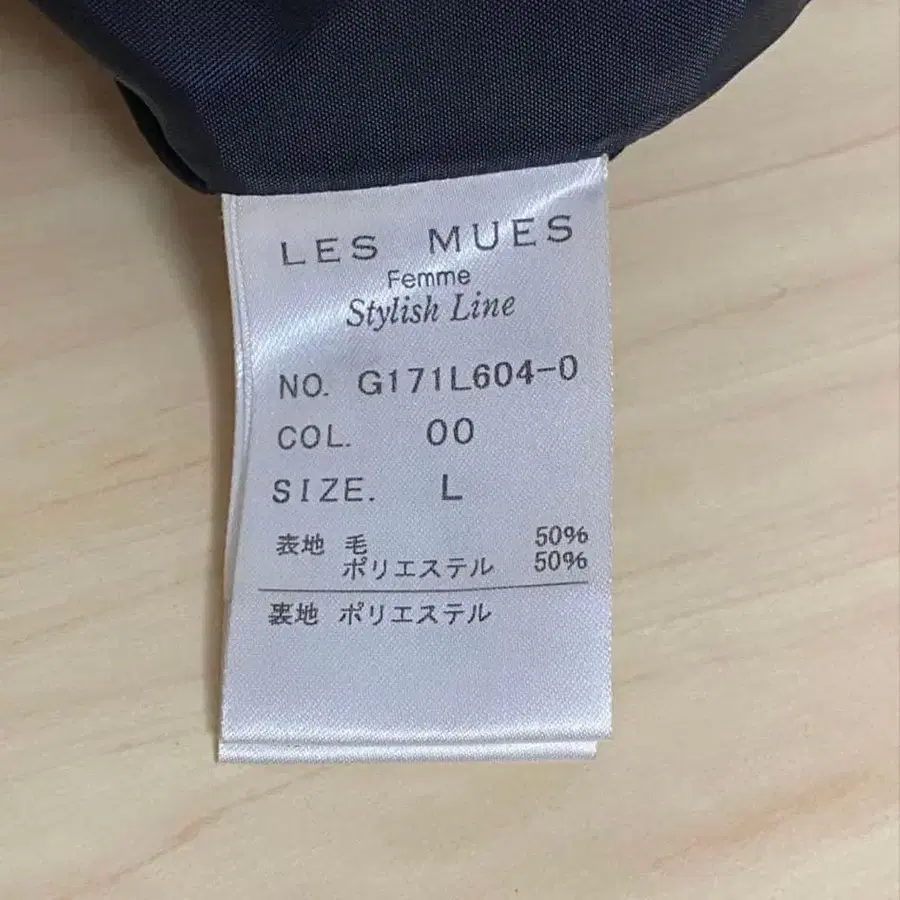 LES MUES
Femme
Stylish Line
NO. G171L604-0
COL. 00
SIZE. L
表地 毛 50%
ポリエステル 50%
裏地 ポリエステル